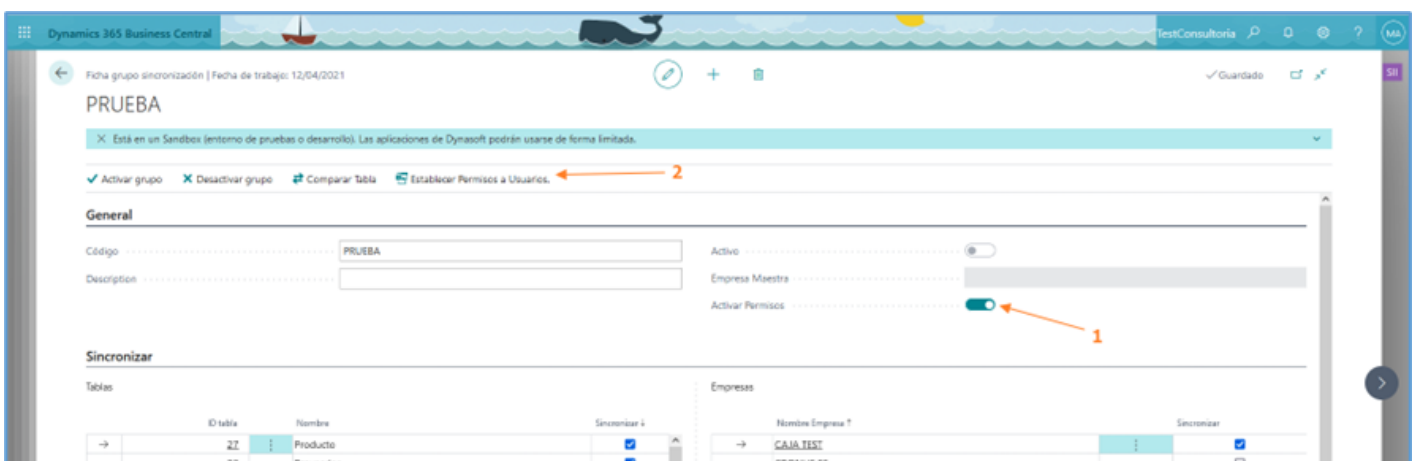 Dynamics 365 Business Central
TestConsultoria
?
MA
Ficha grupo sincronización | Fecha de trabajo: 12/04/2021
Guardado
SII
PRUEBA
Está en un Sandbox (entorno de pruebas o desarrollo). Las aplicaciones de Dynasoft podrán usarse de forma limitada.
Activar grupo Desactivar grupo Comparar Tabla Establecer Permisos a Usuarios. 2
General
Código PRUEBA Activo
Description Empresa Maestra
Activar Permisos
1
Sincronizar
Tablas Empresas
ID tabla Nombre Sincronizar ↓ Nombre Empresa ↑ Sincronizar
→ 27 Producto → CAJA TEST